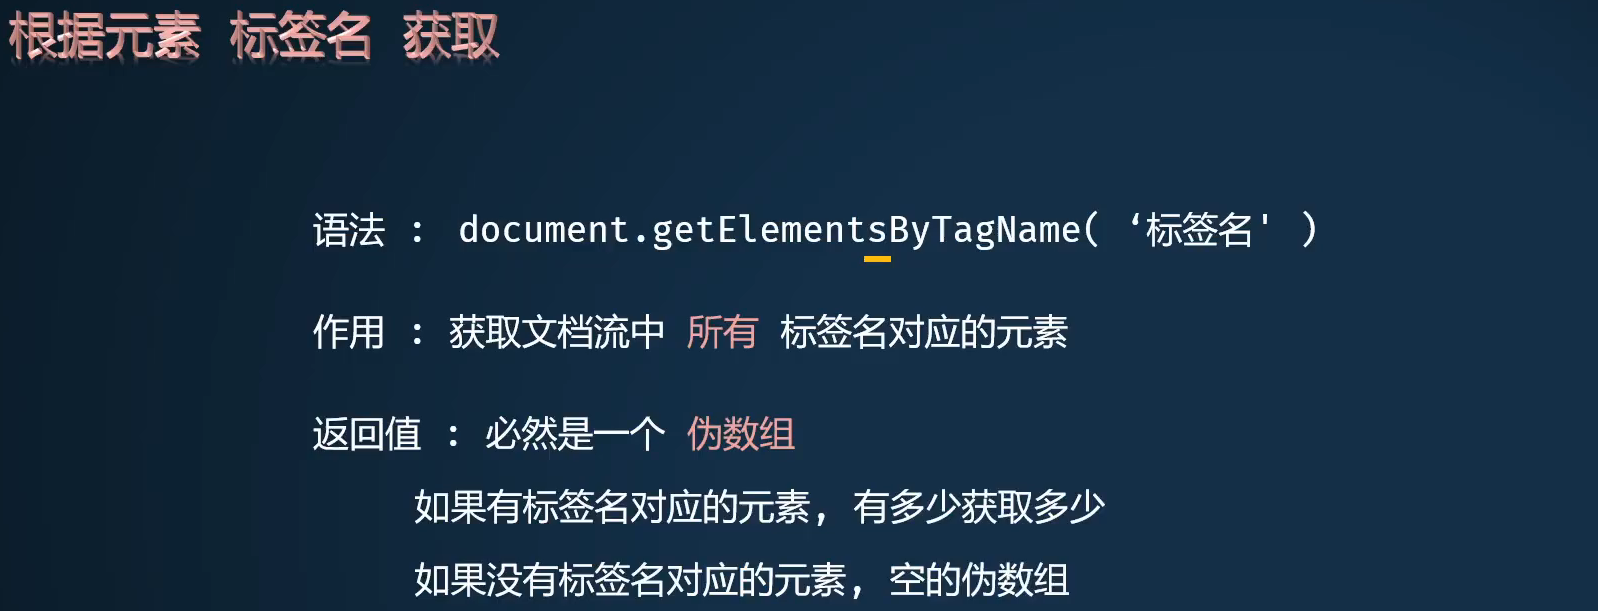 根据元素 标签名 获取
语法 : document.getElementsByTagName( ‘标签名' )
作用 : 获取文档流中 所有 标签名对应的元素
返回值 : 必然是一个 伪数组
如果有标签名对应的元素, 有多少获取多少
如果没有标签名对应的元素, 空的伪数组